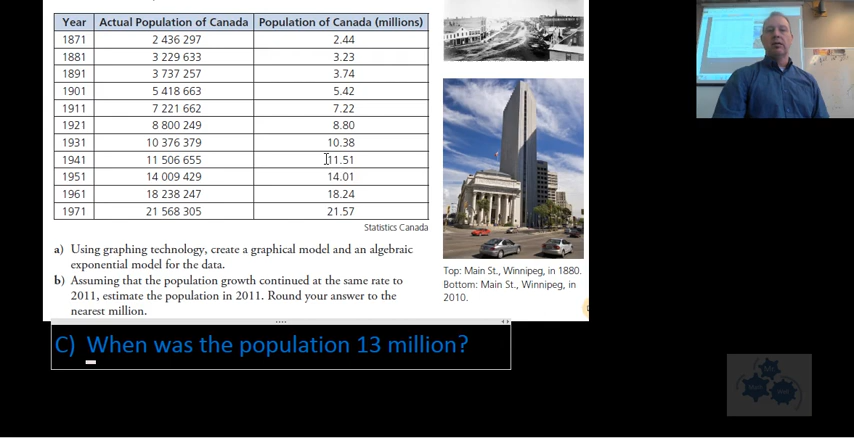 Year Actual Population of Canada Population of Canada (millions)
1871 2 436 297 2.44
1881 3 229 633 3.23
1891 3 737 257 3.74
1901 5 418 663 5.42
1911 7 221 662 7.22
1921 8 800 249 8.80
1931 10 376 379 10.38
1941 11 506 655 11.51
1951 14 009 429 14.01
1961 18 238 247 18.24
1971 21 568 305 21.57
Statistics Canada
a) Using graphing technology, create a graphical model and an algebraic
exponential model for the data.
b) Assuming that the population growth continued at the same rate to
2011, estimate the population in 2011. Round your answer to the
nearest million.
Top: Main St., Winnipeg, in 1880.
Bottom: Main St., Winnipeg, in
2010.
C) When was the population 13 million?